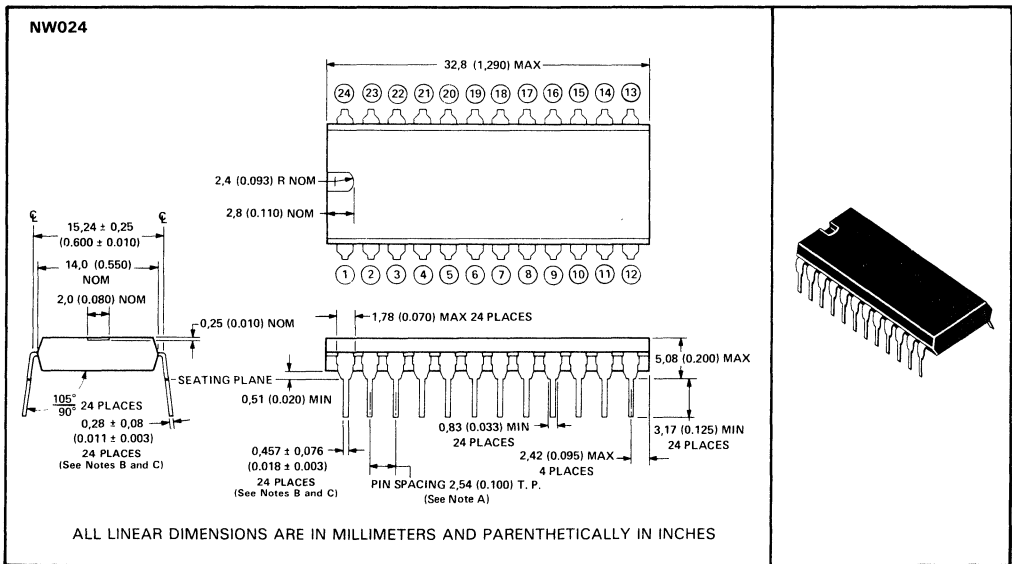 NW024
32,8 (1,290) MAX
24 23 22 21 20 19 18 17 16 15 14 13
2,4 (0.093) R NOM
2,8 (0.110) NOM
1 2 3 4 5 6 7 8 9 10 11 12
℄ ℄
15,24 ± 0,25
(0.600 ± 0.010)
14,0 (0.550)
NOM
2,0 (0.080) NOM
0,25 (0.010) NOM
105°
90° 24 PLACES
0,28 ± 0,08
(0.011 ± 0.003)
24 PLACES
(See Notes B and C)
1,78 (0.070) MAX 24 PLACES
5,08 (0.200) MAX
SEATING PLANE
0,51 (0.020) MIN
0,83 (0.033) MIN
24 PLACES
3,17 (0.125) MIN
24 PLACES
0,457 ± 0,076
(0.018 ± 0.003)
24 PLACES
(See Notes B and C)
2,42 (0.095) MAX
4 PLACES
PIN SPACING 2,54 (0.100) T. P.
(See Note A)
ALL LINEAR DIMENSIONS ARE IN MILLIMETERS AND PARENTHETICALLY IN INCHES